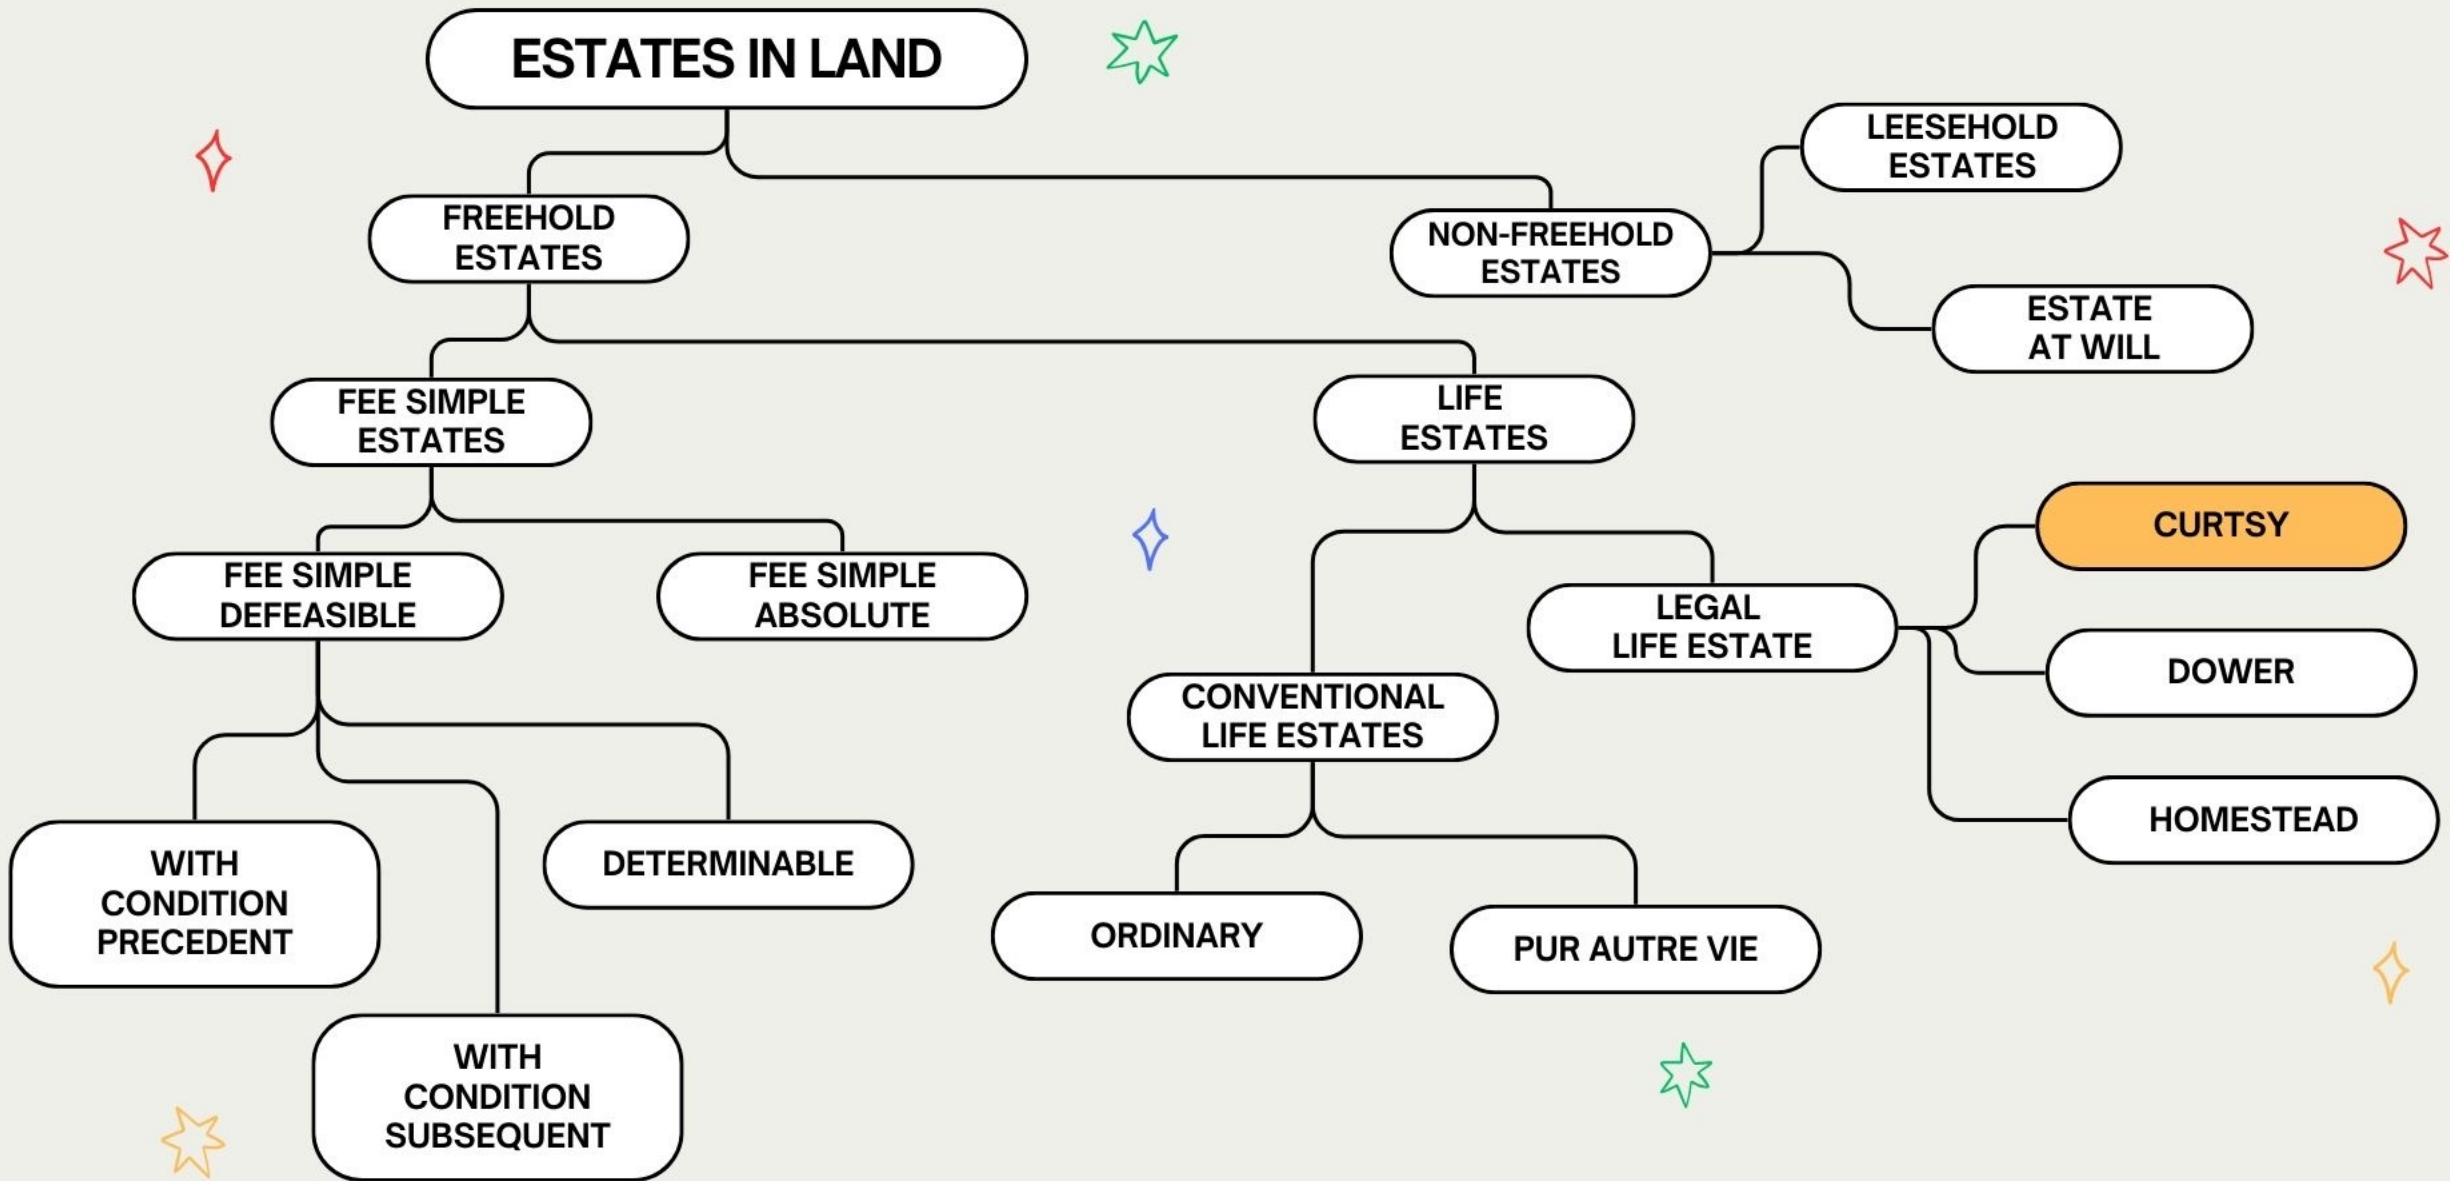 ESTATES IN LAND
FREEHOLD
ESTATES
NON-FREEHOLD
ESTATES
LEESEHOLD
ESTATES
ESTATE
AT WILL
FEE SIMPLE
ESTATES
LIFE
ESTATES
FEE SIMPLE
DEFEASIBLE
FEE SIMPLE
ABSOLUTE
LEGAL
LIFE ESTATE
CURTSY
DOWER
HOMESTEAD
CONVENTIONAL
LIFE ESTATES
WITH
CONDITION
PRECEDENT
DETERMINABLE
ORDINARY
PUR AUTRE VIE
WITH
CONDITION
SUBSEQUENT